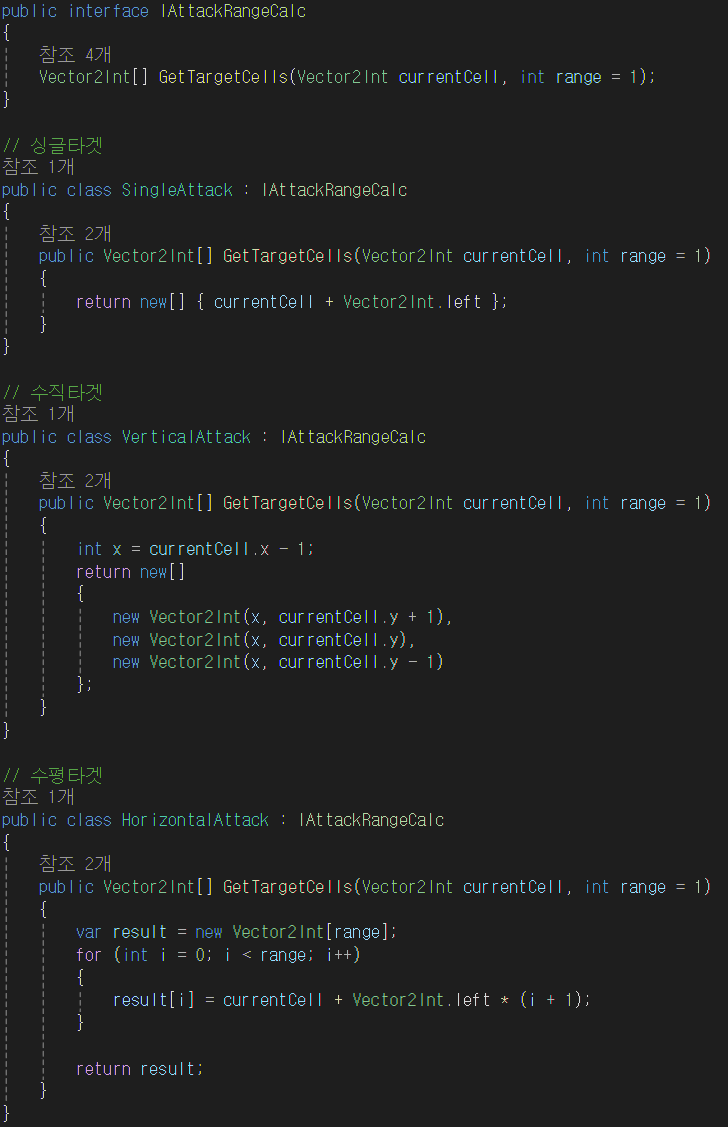 public interface IAttackRangeCalc
{
참조 4개
Vector2Int[] GetTargetCells(Vector2Int currentCell, int range = 1);
}
// 싱글타겟
참조 1개
public class SingleAttack : IAttackRangeCalc
{
참조 2개
public Vector2Int[] GetTargetCells(Vector2Int currentCell, int range = 1)
{
return new[] { currentCell + Vector2Int.left };
}
}
// 수직타겟
참조 1개
public class VerticalAttack : IAttackRangeCalc
{
참조 2개
public Vector2Int[] GetTargetCells(Vector2Int currentCell, int range = 1)
{
int x = currentCell.x - 1;
return new[]
{
new Vector2Int(x, currentCell.y + 1),
new Vector2Int(x, currentCell.y),
new Vector2Int(x, currentCell.y - 1)
};
}
}
// 수평타겟
참조 1개
public class HorizontalAttack : IAttackRangeCalc
{
참조 2개
public Vector2Int[] GetTargetCells(Vector2Int currentCell, int range = 1)
{
var result = new Vector2Int[range];
for (int i = 0; i < range; i++)
{
result[i] = currentCell + Vector2Int.left * (i + 1);
}
return result;
}
}